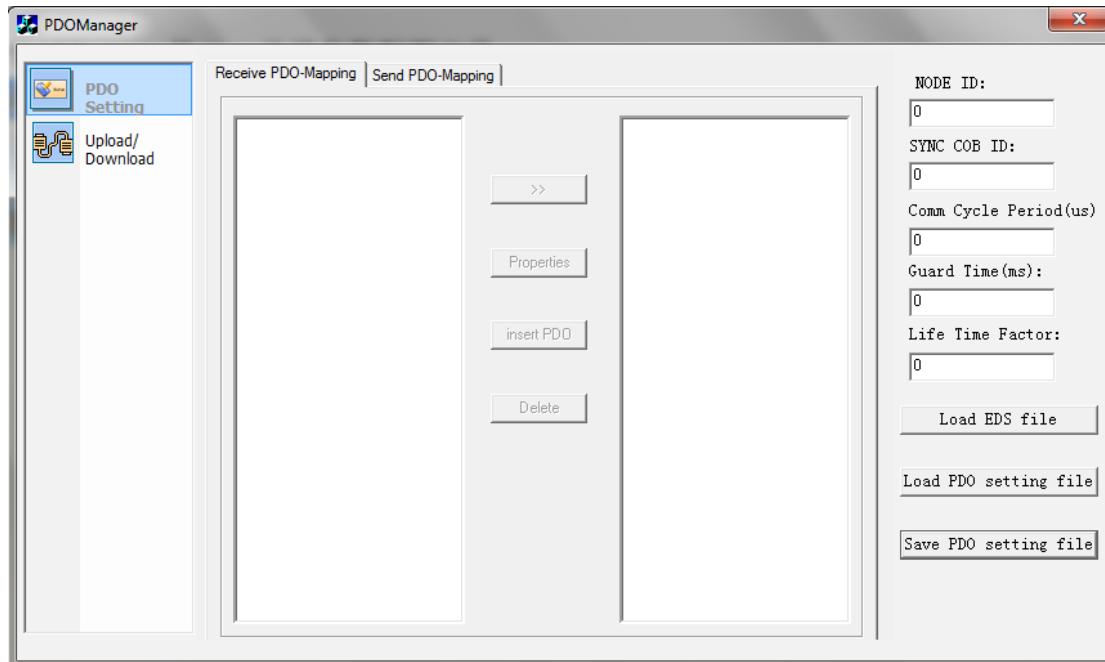 PDOManager
PDO
Setting
Upload/
Download
Receive PDO-Mapping
Send PDO-Mapping
>>
Properties
insert PDO
Delete
NODE ID:
0
SYNC COB ID:
0
Comm Cycle Period(us)
0
Guard Time(ms):
0
Life Time Factor:
0
Load EDS file
Load PDO setting file
Save PDO setting file